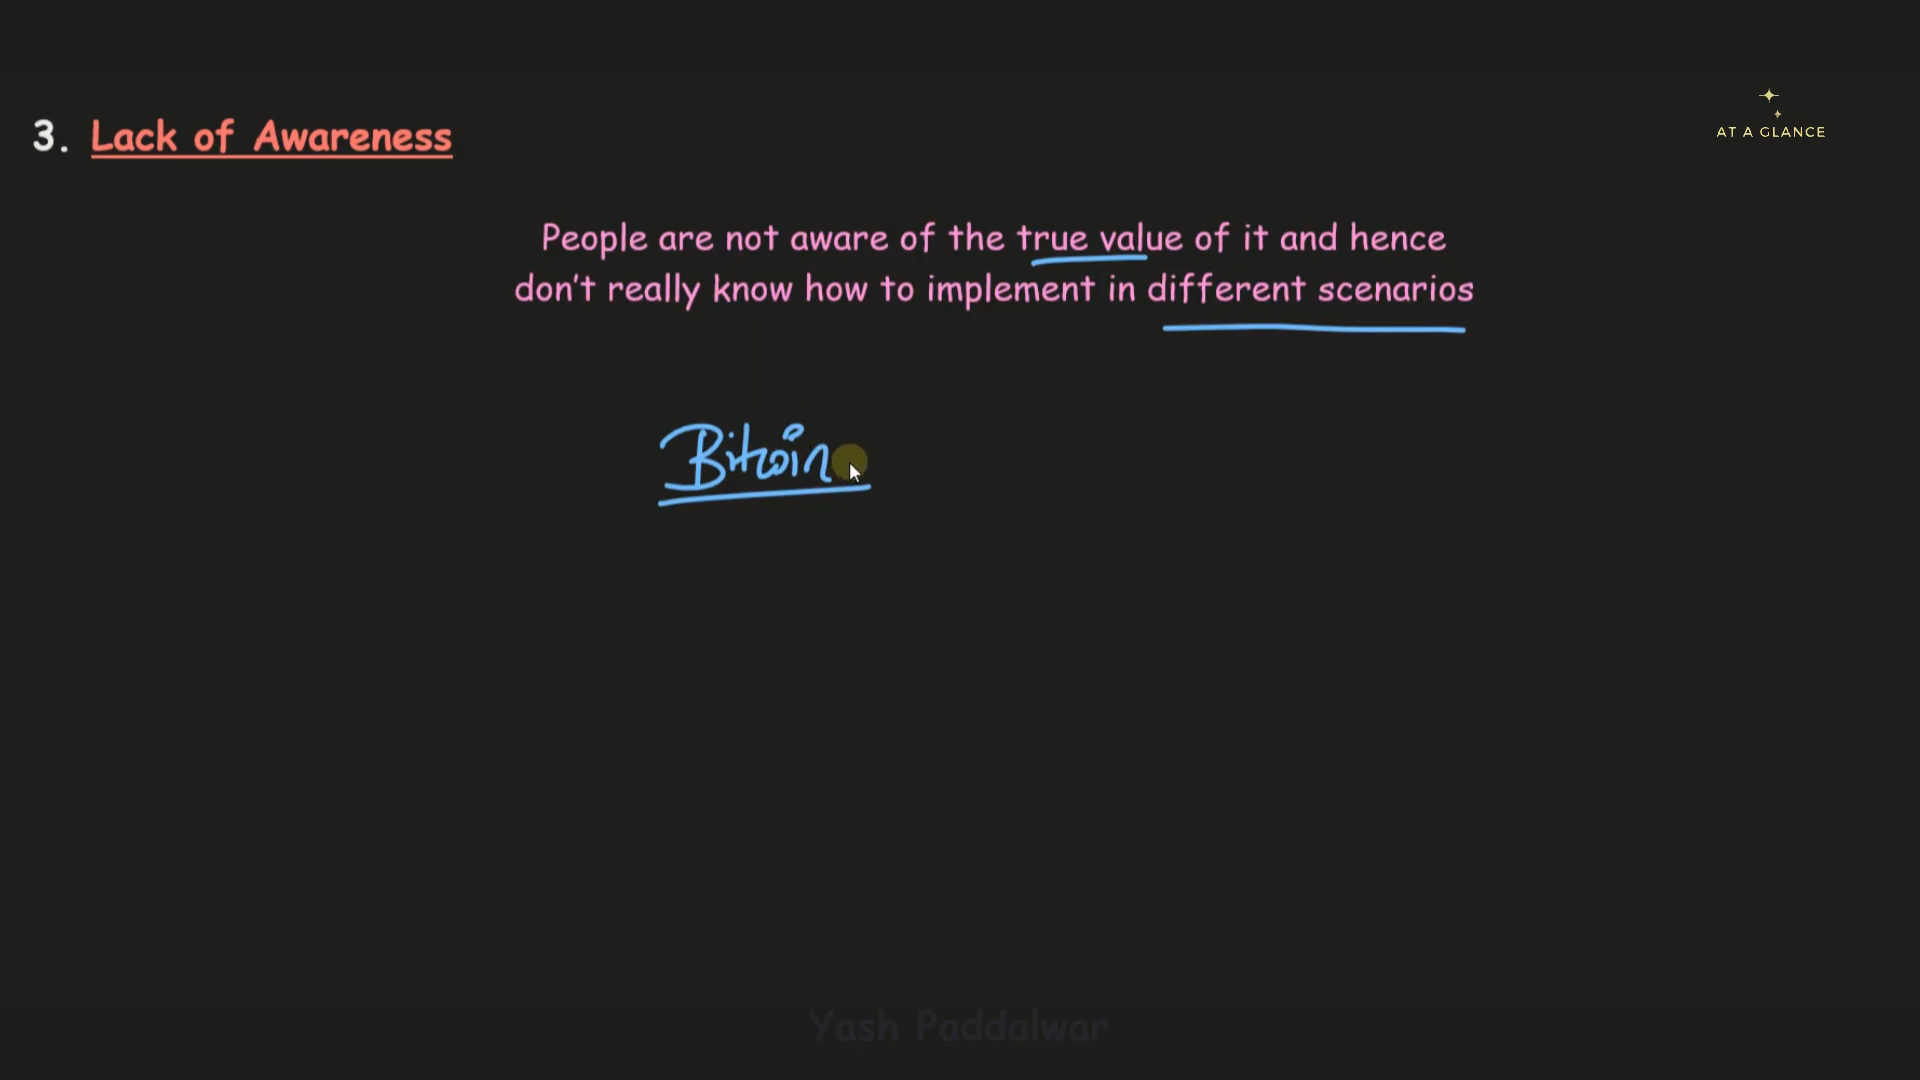 3. Lack of Awareness
AT A GLANCE
People are not aware of the true value of it and hence
don't really know how to implement in different scenarios
Bitcoin
Yash Paddalwar